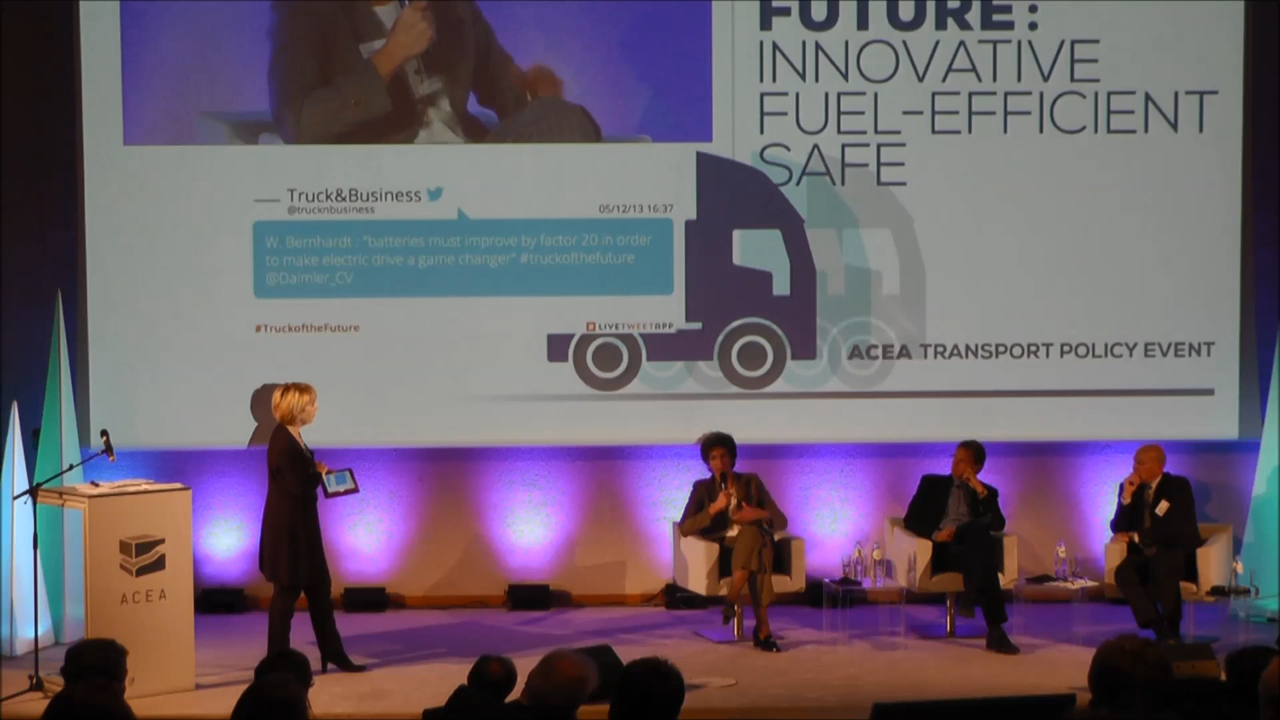 FUTURE:
INNOVATIVE
FUEL-EFFICIENT
SAFE
Truck&Business
@trucknbusiness
05/12/13 16:37
W. Bernhardt : "batteries must improve by factor 20 in order
to make electric drive a game changer" #truckofthefuture
@Daimler_CV
#TruckoftheFuture
LIVETWEETAPP
ACEA TRANSPORT POLICY EVENT
ACEA